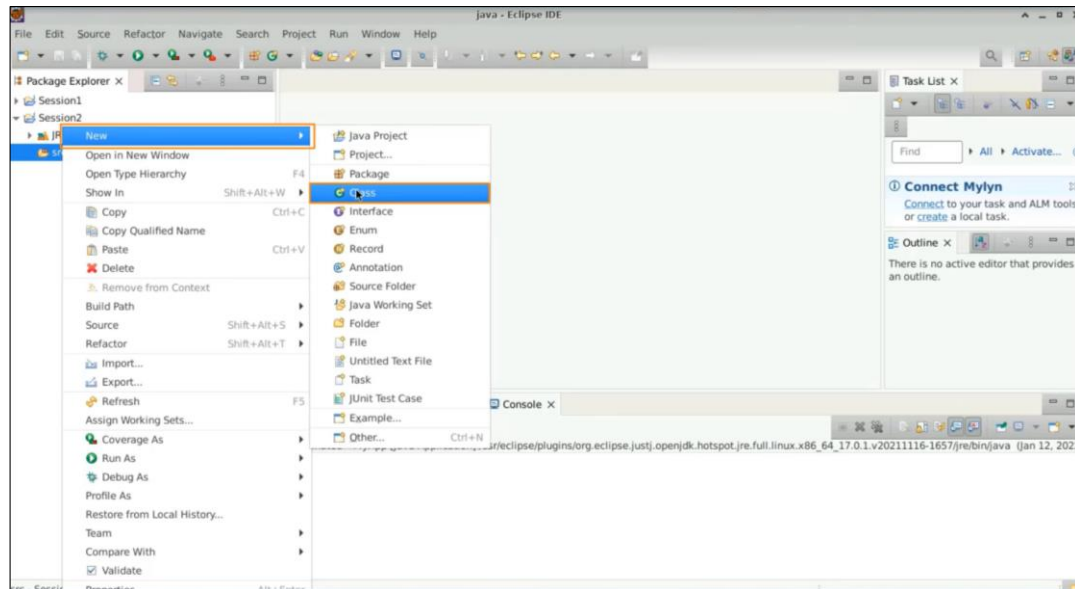 java - Eclipse IDE
File Edit Source Refactor Navigate Search Project Run Window Help
Package Explorer
Session1
Session2
JR
New
Open in New Window
Open Type Hierarchy F4
Show In Shift+Alt+W
Copy Ctrl+C
Copy Qualified Name
Paste Ctrl+V
Delete
Remove from Context
Build Path
Source Shift+Alt+S
Refactor Shift+Alt+T
Import...
Export...
Refresh F5
Assign Working Sets...
Coverage As
Run As
Debug As
Profile As
Restore from Local History...
Team
Compare With
Validate
Java Project
Project...
Package
Class
Interface
Enum
Record
Annotation
Source Folder
Java Working Set
Folder
File
Untitled Text File
Task
JUnit Test Case
Example...
Other... Ctrl+N
Task List
Find All Activate...
Connect Mylyn
Connect to your task and ALM tools
or create a local task.
Outline
There is no active editor that provides
an outline.
Console
/eclipse/plugins/org.eclipse.justj.openjdk.hotspot.jre.full.linux.x86_64_17.0.1.v20211116-1657/jre/bin/java (Jan 12, 202